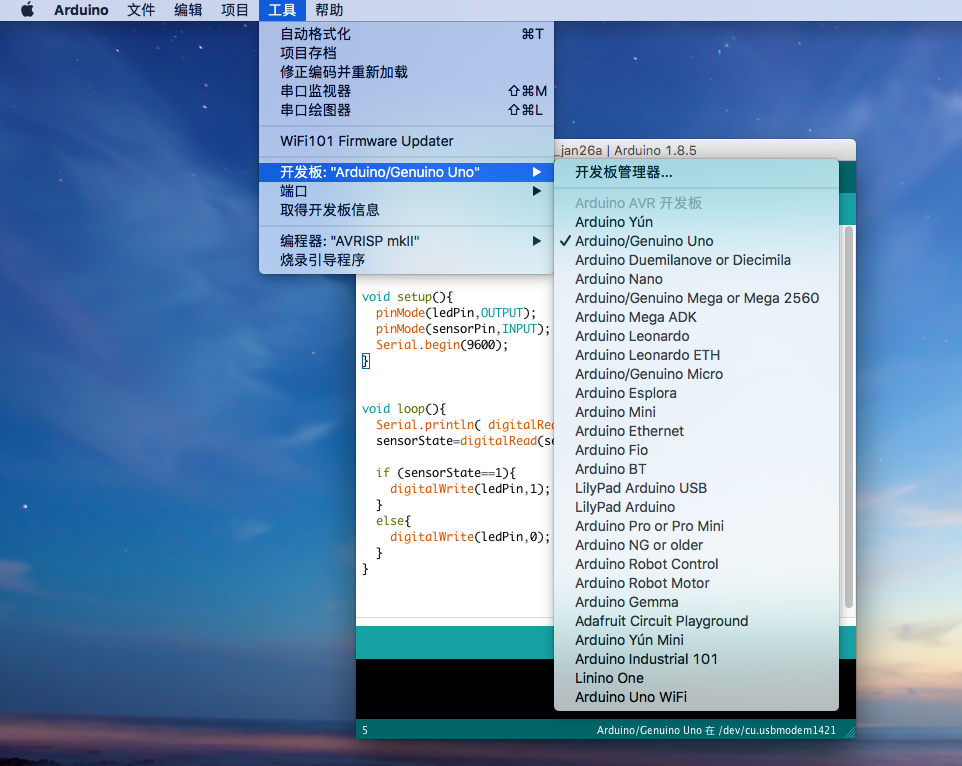 Arduino 文件 编辑 项目 工具 帮助
自动格式化 ⌘T
项目存档
修正编码并重新加载
串口监视器 ⇧⌘M
串口绘图器 ⇧⌘L
WiFi101 Firmware Updater
开发板: "Arduino/Genuino Uno"
端口
取得开发板信息
编程器: "AVRISP mkII"
烧录引导程序
_jan26a | Arduino 1.8.5
开发板管理器...
Arduino AVR 开发板
Arduino Yún
✓ Arduino/Genuino Uno
Arduino Duemilanove or Diecimila
Arduino Nano
Arduino/Genuino Mega or Mega 2560
Arduino Mega ADK
Arduino Leonardo
Arduino Leonardo ETH
Arduino/Genuino Micro
Arduino Esplora
Arduino Mini
Arduino Ethernet
Arduino Fio
Arduino BT
LilyPad Arduino USB
LilyPad Arduino
Arduino Pro or Pro Mini
Arduino NG or older
Arduino Robot Control
Arduino Robot Motor
Arduino Gemma
Adafruit Circuit Playground
Arduino Yún Mini
Arduino Industrial 101
Linino One
Arduino Uno WiFi
void setup(){
pinMode(ledPin,OUTPUT);
pinMode(sensorPin,INPUT);
Serial.begin(9600);
}
void loop(){
Serial.println( digitalRea
sensorState=digitalRead(se
if (sensorState==1){
digitalWrite(ledPin,1);
}
else{
digitalWrite(ledPin,0);
}
}
5 Arduino/Genuino Uno 在 /dev/cu.usbmodem1421